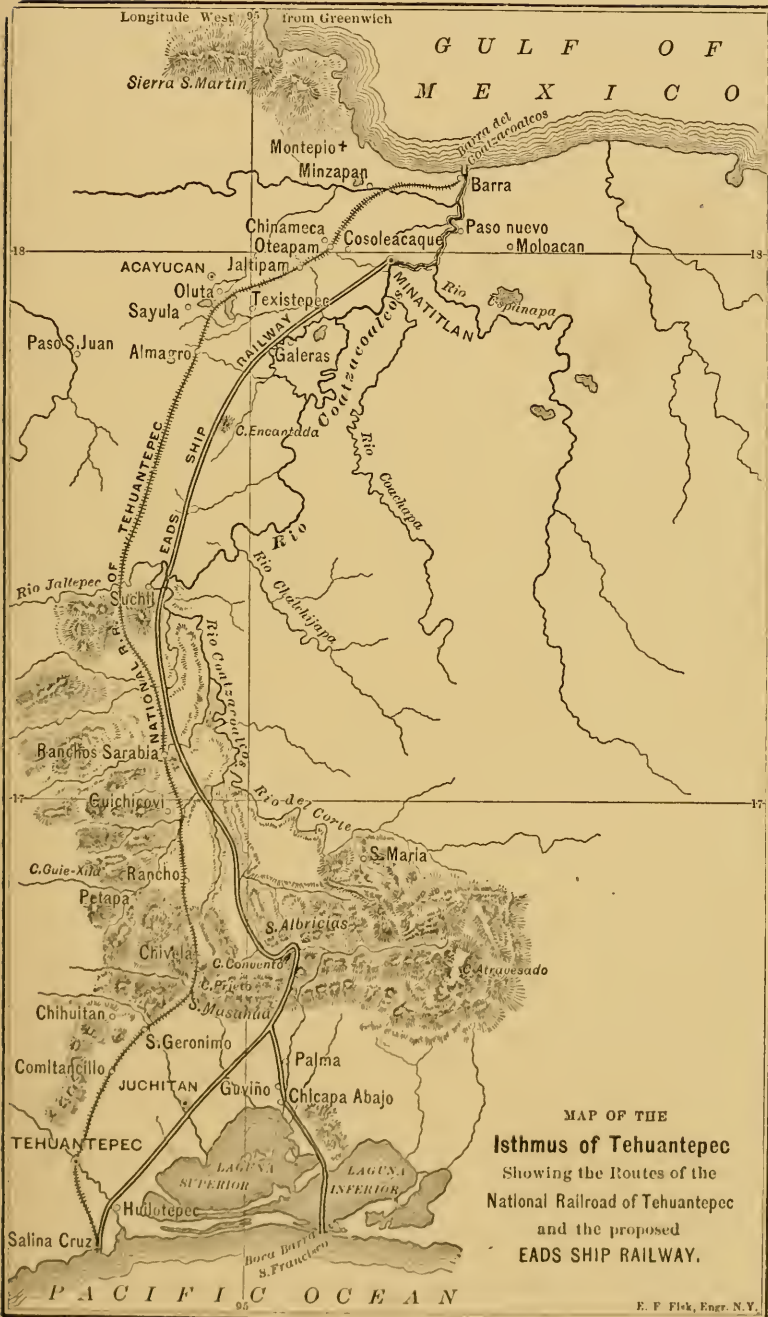 Longitude West 95 from Greenwich
GULF OF
MEXICO
Sierra S. Martin
Barra del
Coatzacoalcos
Montepio
Minzapan
Barra
Chinameca
Oteapam
Cosoleacaque
Paso nuevo
Moloacan
18
18
ACAYUCAN
Jaltipam
MINATITLAN
Rio
Espinapa
Oluta
Texistepec
Sayula
Paso S. Juan
Almagro
Galeras
Coatzacoalcos
C. Encantada
Rio Coachapa
EADS SHIP RAILWAY
NATIONAL R.R. OF TEHUANTEPEC
Rio
Rio Chalchijapa
Rio Jaltepec
Suchil
Rio Coatzacoalcos
Ranchos Sarabia
17
17
Guichicovi
Rio del Corte
S. Maria
C. Guie-Xila
Rancho
Petapa
S. Albricias
Chivela
C. Convento
C. Atravesado
C. Prieto
S. Masahua
Chihuitan
S. Geronimo
Comitancillo
Palma
JUCHITAN
Guviño
Chicapa Abajo
TEHUANTEPEC
LAGUNA
SUPERIOR
LAGUNA
INFERIOR
Huilotepec
Salina Cruz
Boca Barra
S. Francisco
PACIFIC OCEAN
95
MAP OF THE
Isthmus of Tehuantepec
Showing the Routes of the
National Railroad of Tehuantepec
and the proposed
EADS SHIP RAILWAY.
E. F. Fisk, Engr. N.Y.